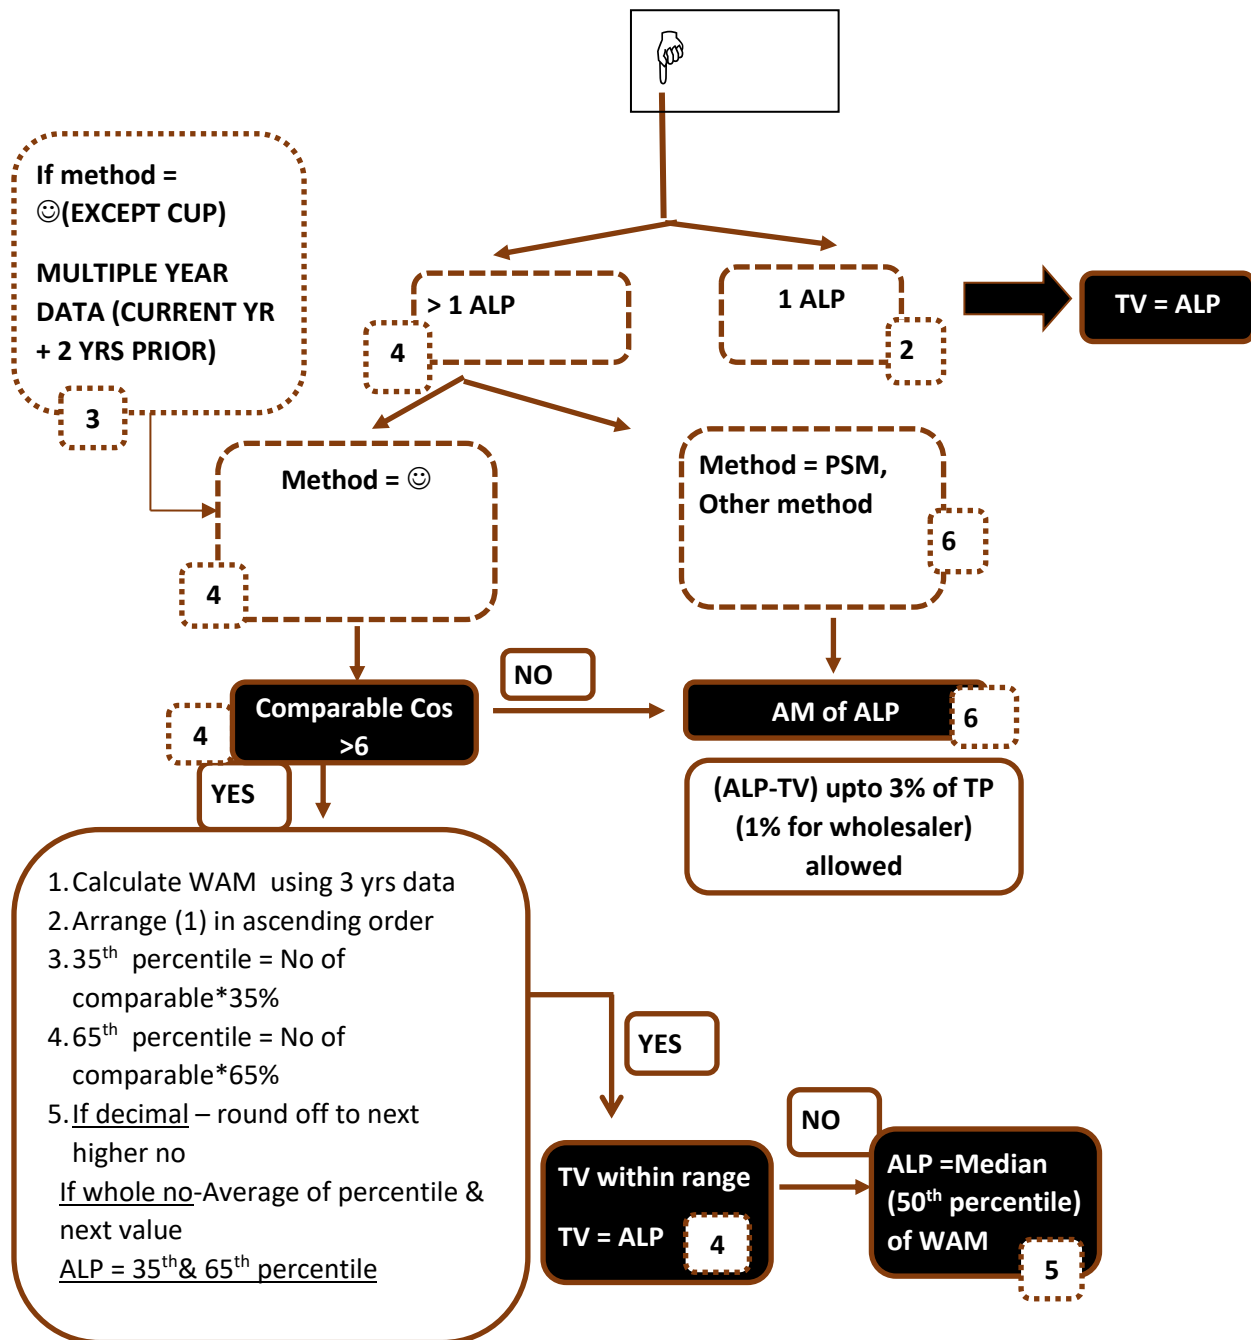 ☟
If method =
☺(EXCEPT CUP)
MULTIPLE YEAR
DATA (CURRENT YR
+ 2 YRS PRIOR)
3
> 1 ALP
4
1 ALP
2
TV = ALP
Method = ☺
4
Method = PSM,
Other method
6
Comparable Cos
>6
4
NO
AM of ALP
6
(ALP-TV) upto 3% of TP
(1% for wholesaler)
allowed
YES
1. Calculate WAM using 3 yrs data
2. Arrange (1) in ascending order
3. 35th percentile = No of
comparable*35%
4. 65th percentile = No of
comparable*65%
5. If decimal – round off to next
higher no
If whole no-Average of percentile &
next value
ALP = 35th& 65th percentile
YES
TV within range
TV = ALP
4
NO
ALP =Median
(50th percentile)
of WAM
5